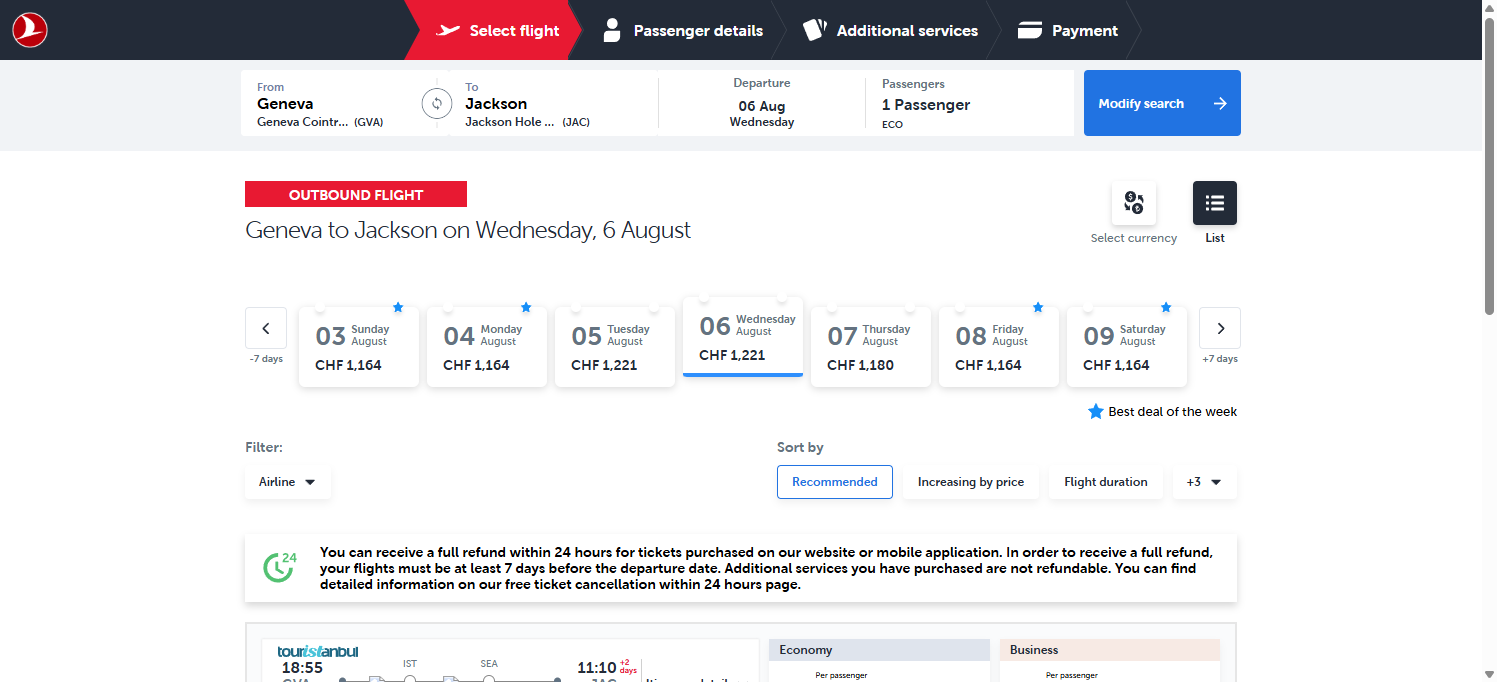 Select flight
Passenger details
Additional services
Payment
From
Geneva
Geneva Cointr... (GVA)
To
Jackson
Jackson Hole ... (JAC)
Departure
06 Aug
Wednesday
Passengers
1 Passenger
ECO
Modify search
OUTBOUND FLIGHT
Geneva to Jackson on Wednesday, 6 August
Select currency
List
-7 days
03 Sunday August
CHF 1,164
04 Monday August
CHF 1,164
05 Tuesday August
CHF 1,221
06 Wednesday August
CHF 1,221
07 Thursday August
CHF 1,180
08 Friday August
CHF 1,164
09 Saturday August
CHF 1,164
+7 days
Best deal of the week
Filter:
Airline
Sort by
Recommended
Increasing by price
Flight duration
+3
24
You can receive a full refund within 24 hours for tickets purchased on our website or mobile application. In order to receive a full refund,
your flights must be at least 7 days before the departure date. Additional services you have purchased are not refundable. You can find
detailed information on our free ticket cancellation within 24 hours page.
touristanbul
18:55
GVA
IST
SEA
11:10 +2 days
JAC
Economy
Per passenger
Business
Per passenger